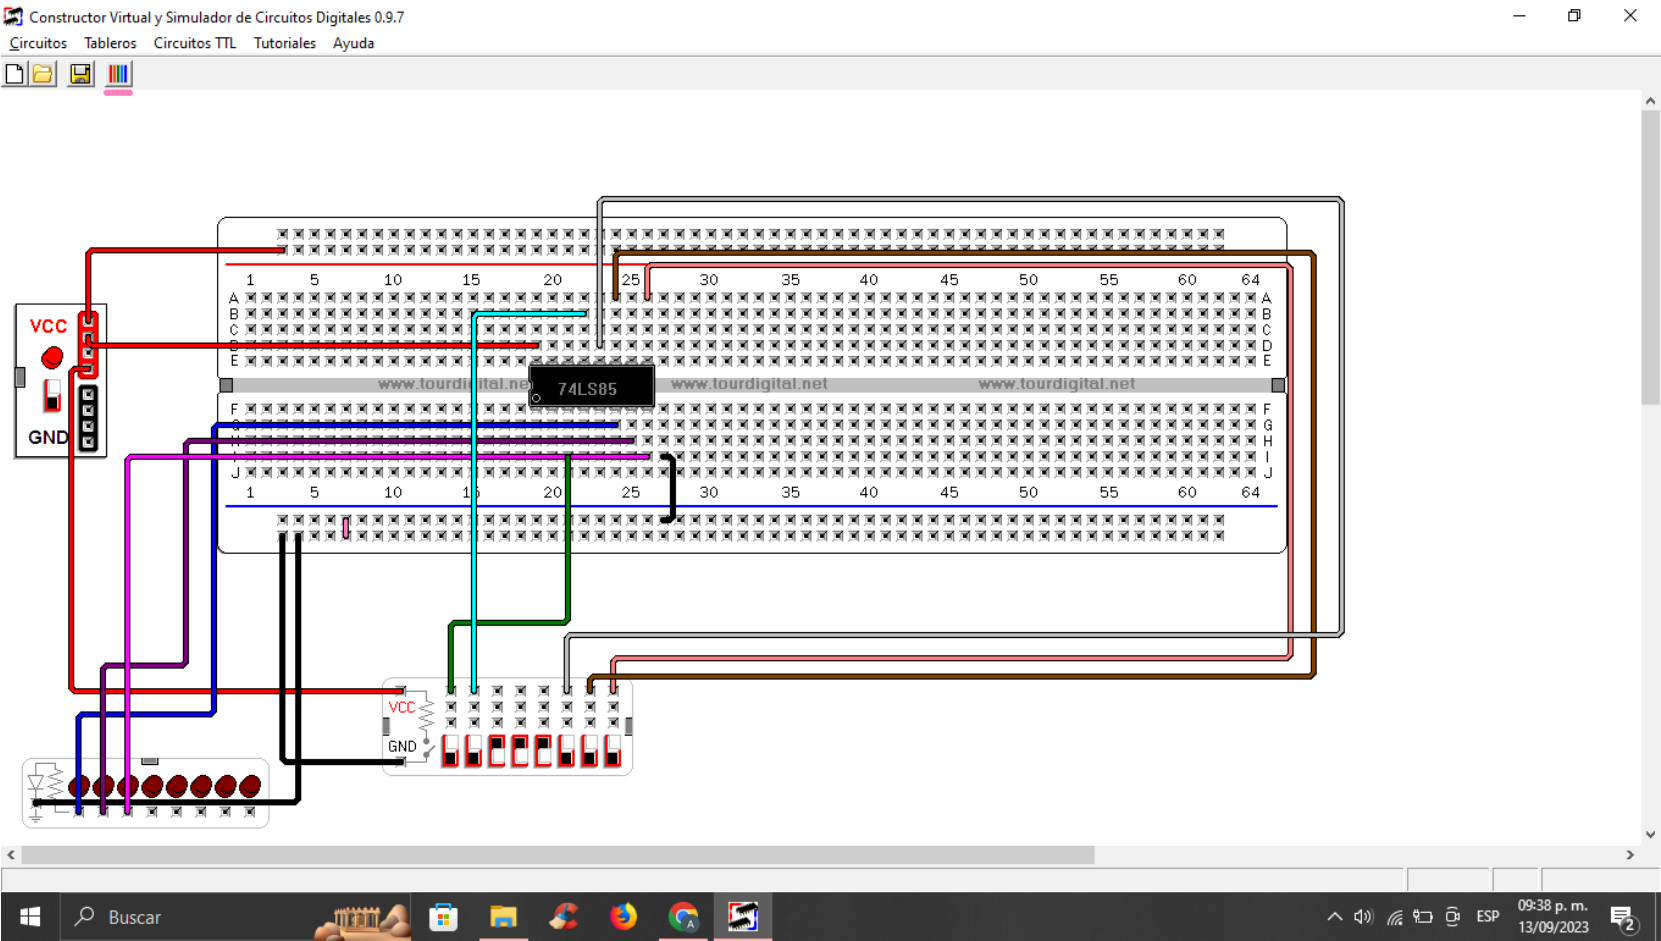 Constructor Virtual y Simulador de Circuitos Digitales 0.9.7
Circuitos Tableros Circuitos TTL Tutoriales Ayuda
1 5 10 15 20 25 30 35 40 45 50 55 60 64
A A
B B
C C
D D
E E
VCC
GND
www.tourdigital.ne www.tourdigital.net www.tourdigital.net
74LS85
F F
G G
H H
I I
J J
1 5 10 15 20 25 30 35 40 45 50 55 60 64
VCC
GND
Buscar
ESP
09:38 p. m.
13/09/2023
2